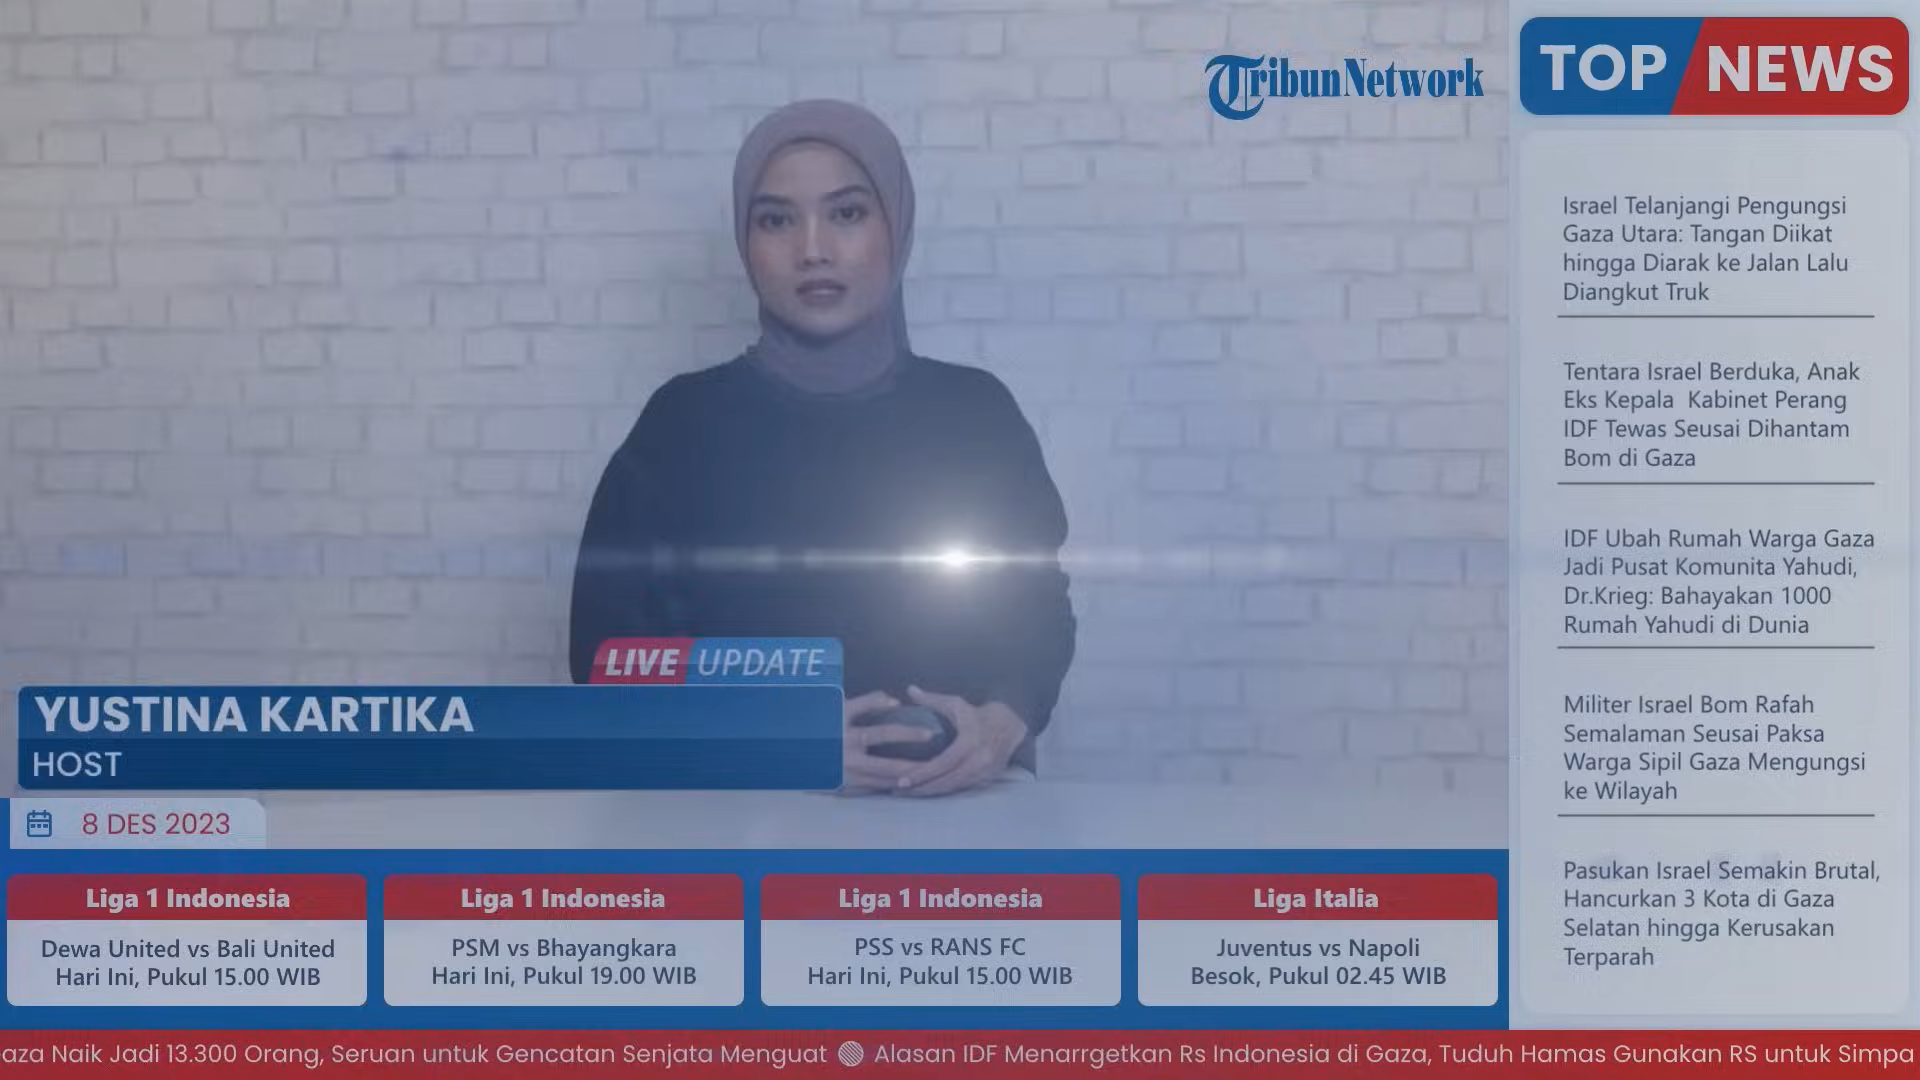 TribunNetwork
TOP NEWS
Israel Telanjangi Pengungsi
Gaza Utara: Tangan Diikat
hingga Diarak ke Jalan Lalu
Diangkut Truk
Tentara Israel Berduka, Anak
Eks Kepala Kabinet Perang
IDF Tewas Seusai Dihantam
Bom di Gaza
IDF Ubah Rumah Warga Gaza
Jadi Pusat Komunita Yahudi,
Dr.Krieg: Bahayakan 1000
Rumah Yahudi di Dunia
Militer Israel Bom Rafah
Semalaman Seusai Paksa
Warga Sipil Gaza Mengungsi
ke Wilayah
Pasukan Israel Semakin Brutal,
Hancurkan 3 Kota di Gaza
Selatan hingga Kerusakan
Terparah
LIVE UPDATE
YUSTINA KARTIKA
HOST
8 DES 2023
Liga 1 Indonesia
Dewa United vs Bali United
Hari Ini, Pukul 15.00 WIB
Liga 1 Indonesia
PSM vs Bhayangkara
Hari Ini, Pukul 19.00 WIB
Liga 1 Indonesia
PSS vs RANS FC
Hari Ini, Pukul 15.00 WIB
Liga Italia
Juventus vs Napoli
Besok, Pukul 02.45 WIB
aza Naik Jadi 13.300 Orang, Seruan untuk Gencatan Senjata Menguat Alasan IDF Menarrgetkan Rs Indonesia di Gaza, Tuduh Hamas Gunakan RS untuk Simpa